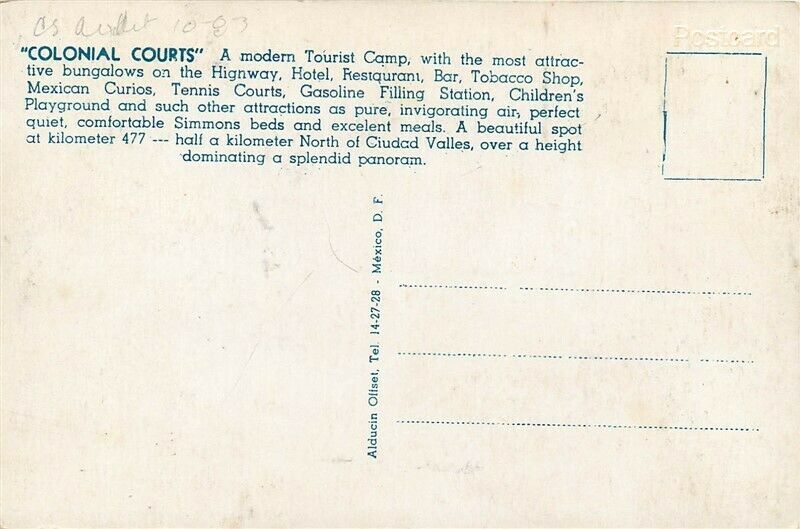 10-83
Postcard
"COLONIAL COURTS" A modern Tourist Camp, with the most attrac-
tive bungalows on the Hignway, Hotel, Restqurant, Bar, Tobacco Shop,
Mexican Curios, Tennis Courts, Gasoline Filling Station, Children's
Playground and such other attractions as pure, invigorating air, perfect
quiet, comfortable Simmons beds and excelent meals. A beautiful spot
at kilometer 477 --- half a kilometer North of Ciudad Valles, over a height
dominating a splendid panoram.
Alducin Offset, Tel. 14-27-28 - México, D. F.